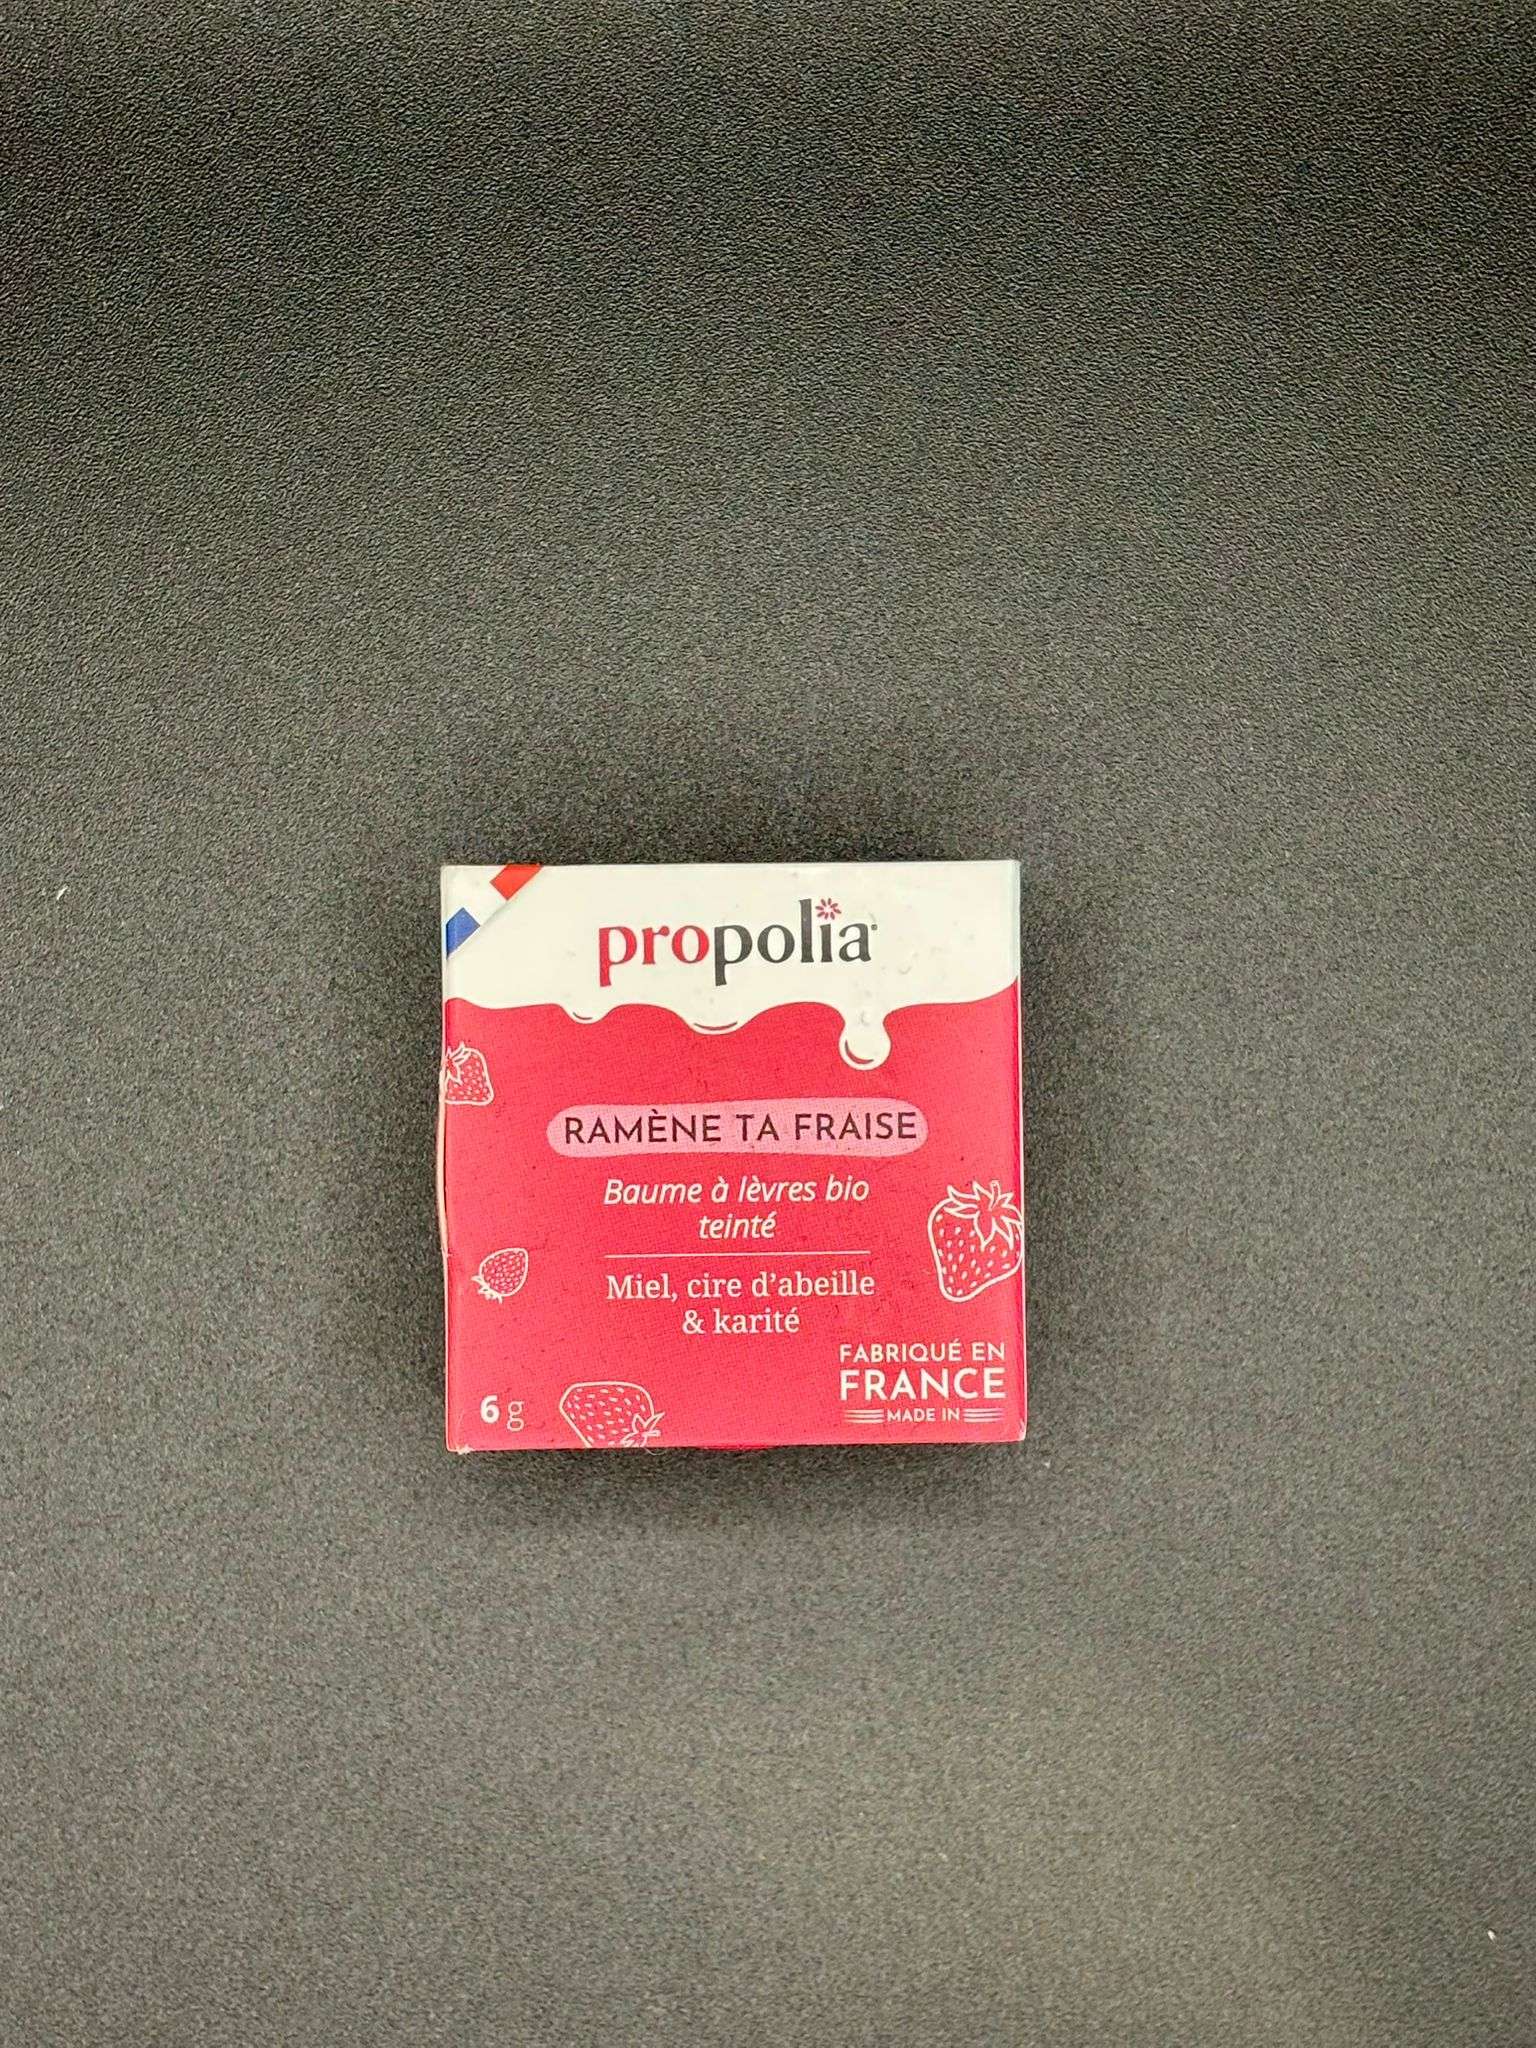 propolia
RAMÈNE TA FRAISE
Baume à lèvres bio
teinté
Miel, cire d'abeille
& karité
FABRIQUÉ EN
FRANCE
MADE IN
6 g